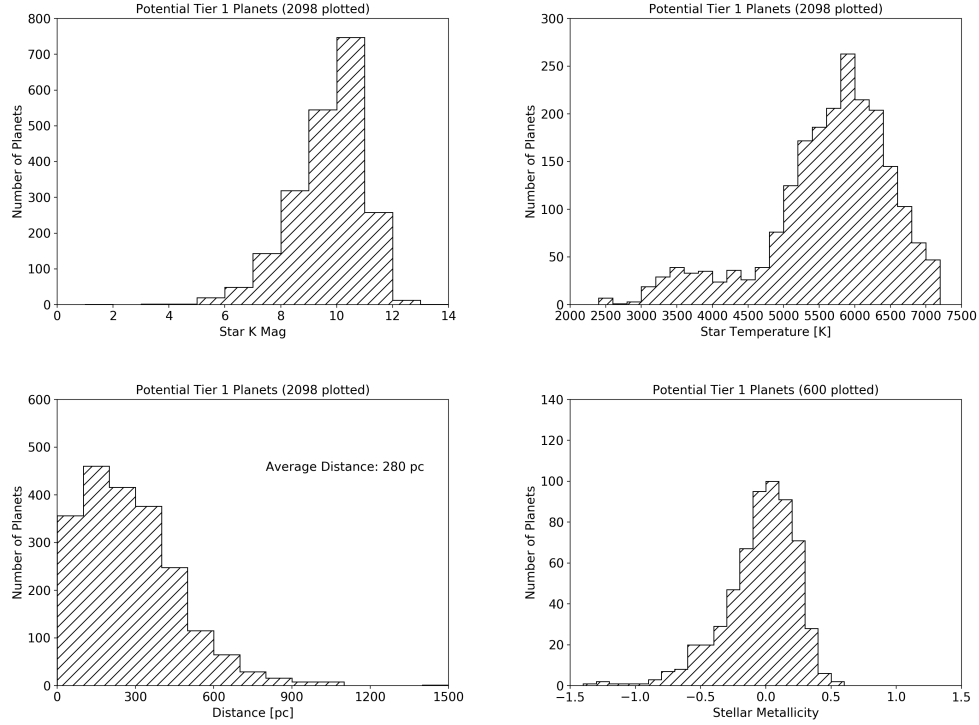 Potential Tier 1 Planets (2098 plotted)
800
700
600
500
400
300
200
100
0
Number of Planets
0 2 4 6 8 10 12 14
Star K Mag
Potential Tier 1 Planets (2098 plotted)
300
250
200
150
100
50
0
Number of Planets
2000 2500 3000 3500 4000 4500 5000 5500 6000 6500 7000 7500
Star Temperature [K]
Potential Tier 1 Planets (2098 plotted)
600
500
400
300
200
100
0
Number of Planets
Average Distance: 280 pc
0 300 600 900 1200 1500
Distance [pc]
Potential Tier 1 Planets (600 plotted)
140
120
100
80
60
40
20
0
Number of Planets
−1.5 −1.0 −0.5 0.0 0.5 1.0 1.5
Stellar Metallicity